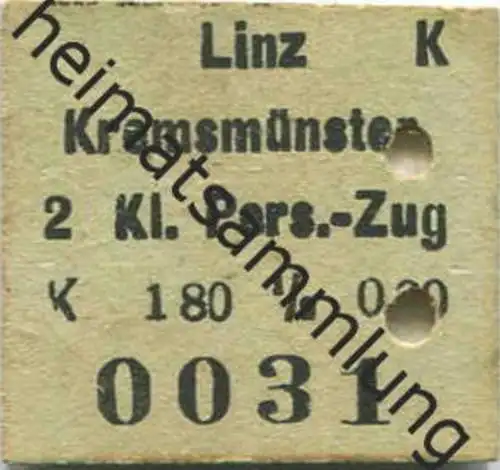 Linz K
Kremsmünster
2 Kl. Pers.-Zug
K 180
0031
heimatsammlung